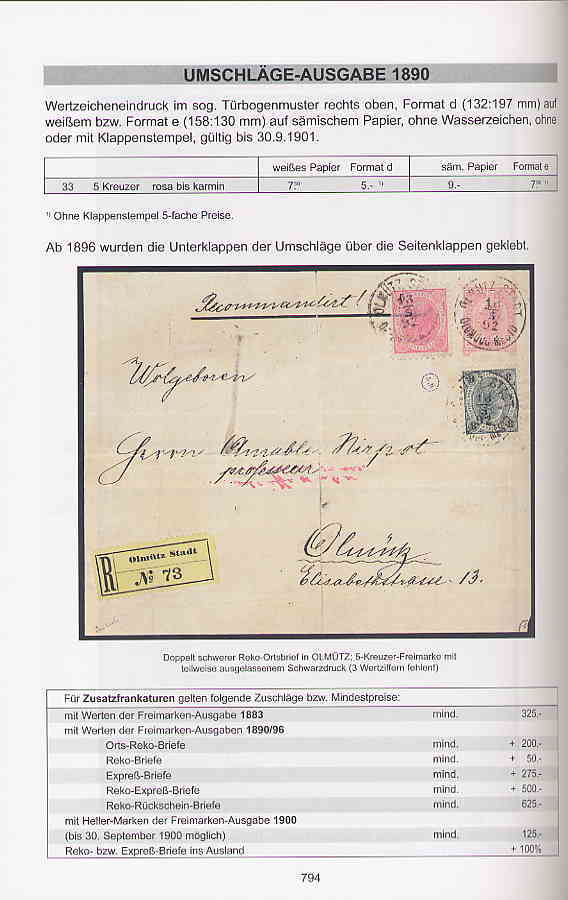 UMSCHLÄGE-AUSGABE 1890
Wertzeicheneindruck im sog. Türbogenmuster rechts oben, Format d (132:197 mm) auf
weißem bzw. Format e (158:130 mm) auf sämischem Papier, ohne Wasserzeichen, ohne
oder mit Klappenstempel, gültig bis 30.9.1901.
weißes Papier Format d säm. Papier Format e
33 5 Kreuzer rosa bis karmin 7.⁵⁰ 5.- ¹⁾ 9.- 7⁵⁰ ¹⁾
¹⁾ Ohne Klappenstempel 5-fache Preise.
Ab 1896 wurden die Unterklappen der Umschläge über die Seitenklappen geklebt.
Recommandirt!
OLMÜTZ STADT
Wolgeboren
Herrn Amable Nirpot
professeur
Olmütz
Elisabethstrasse 13.
R
Olmütz Stadt
№ 73
Doppelt schwerer Reko-Ortsbrief in OLMÜTZ; 5-Kreuzer-Freimarke mit
teilweise ausgelassenem Schwarzdruck (3 Wertziffern fehlen!)
Für Zusatzfrankaturen gelten folgende Zuschläge bzw. Mindestpreise:
mit Werten der Freimarken-Ausgabe 1883 mind. 325,-
mit Werten der Freimarken-Ausgaben 1890/96
Orts-Reko-Briefe mind. + 200,-
Reko-Briefe mind. + 50,-
Expreß-Briefe mind. + 275,-
Reko-Expreß-Briefe mind. + 500,-
Reko-Rückschein-Briefe mind. 625,-
mit Heller-Marken der Freimarken-Ausgabe 1900
(bis 30. September 1900 möglich) mind. 125,-
Reko- bzw. Expreß-Briefe ins Ausland + 100%
794